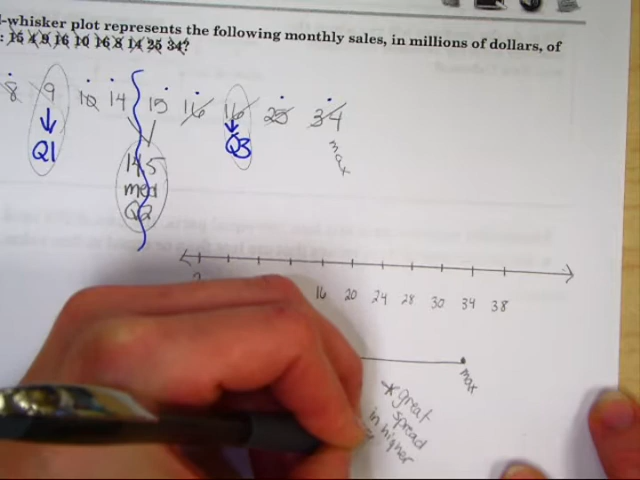 -whisker plot represents the following monthly sales, in millions of dollars, of
: 15 4 9 16 10 16 8 14 25 34?
8 9 10 14 15 16 16 25 34
Q1 Q3 max
14.5
med
Q2
16 20 24 28 30 34 38
max
*great
spread
in higher